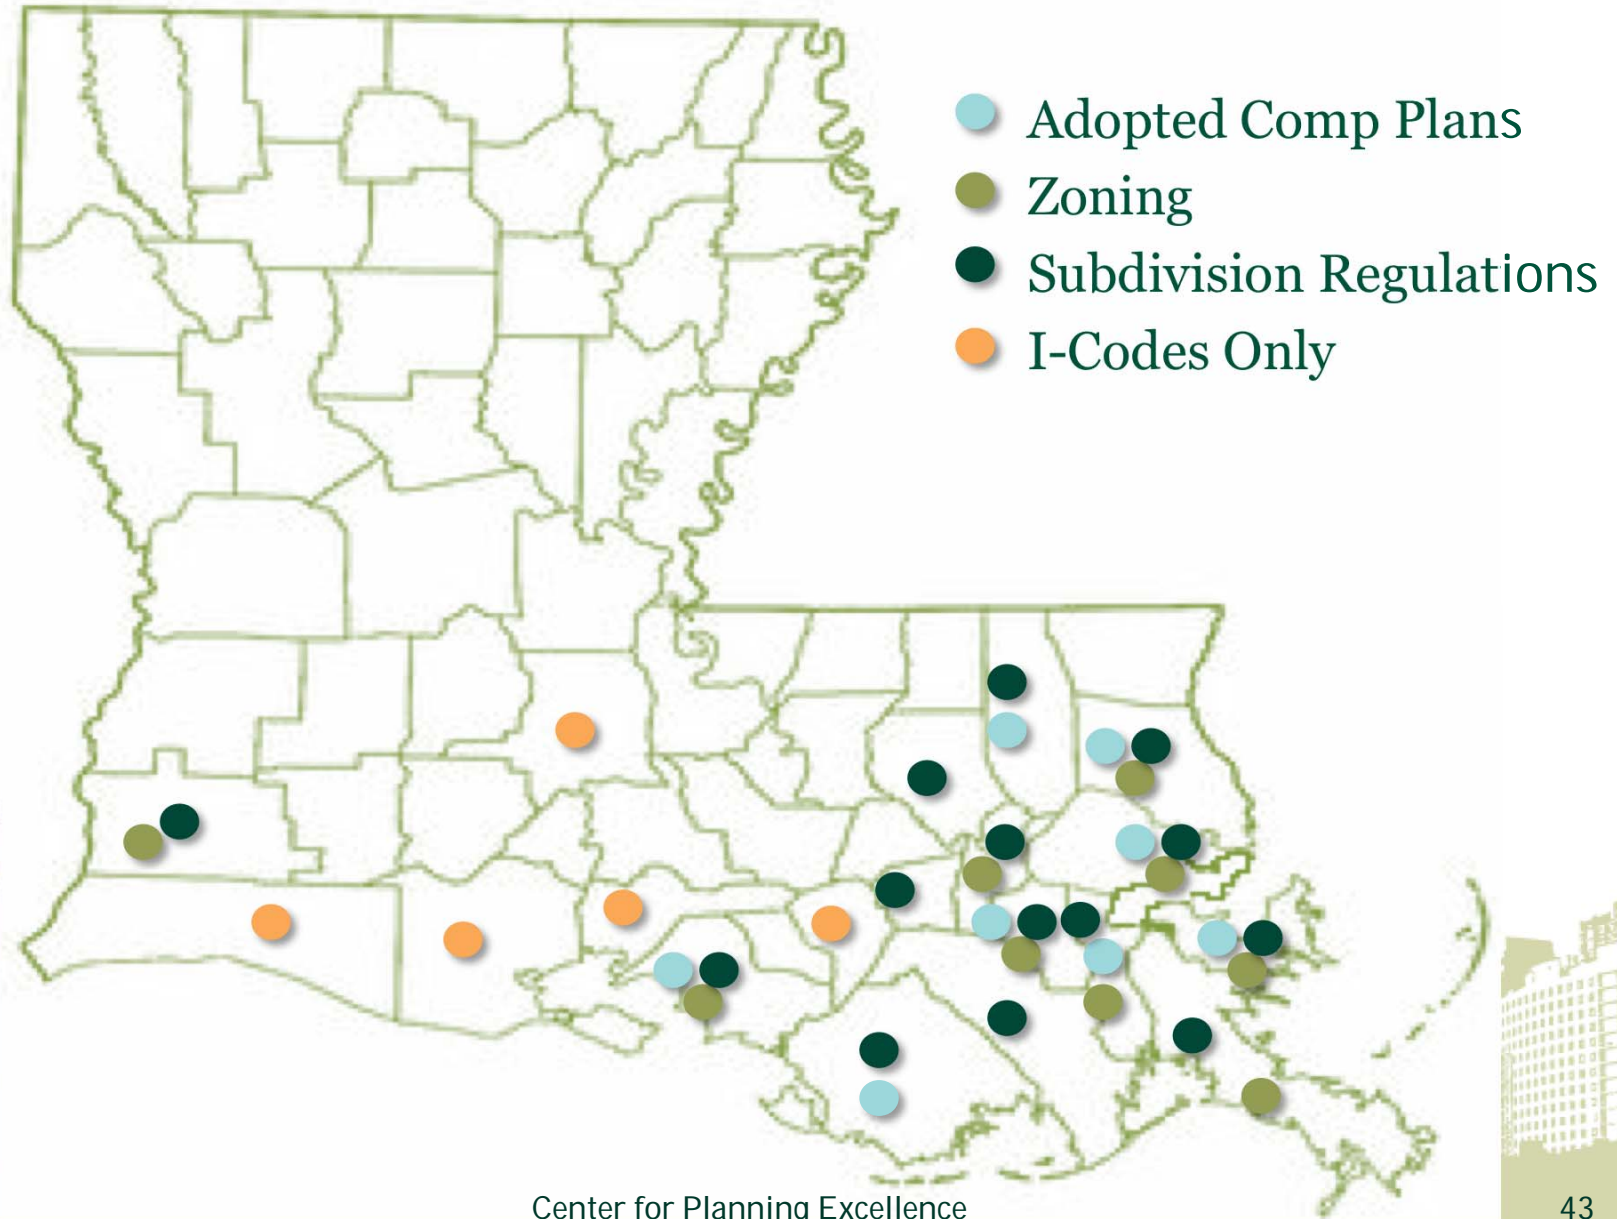 Adopted Comp Plans
Zoning
Subdivision Regulations
I-Codes Only
Center for Planning Excellence
43